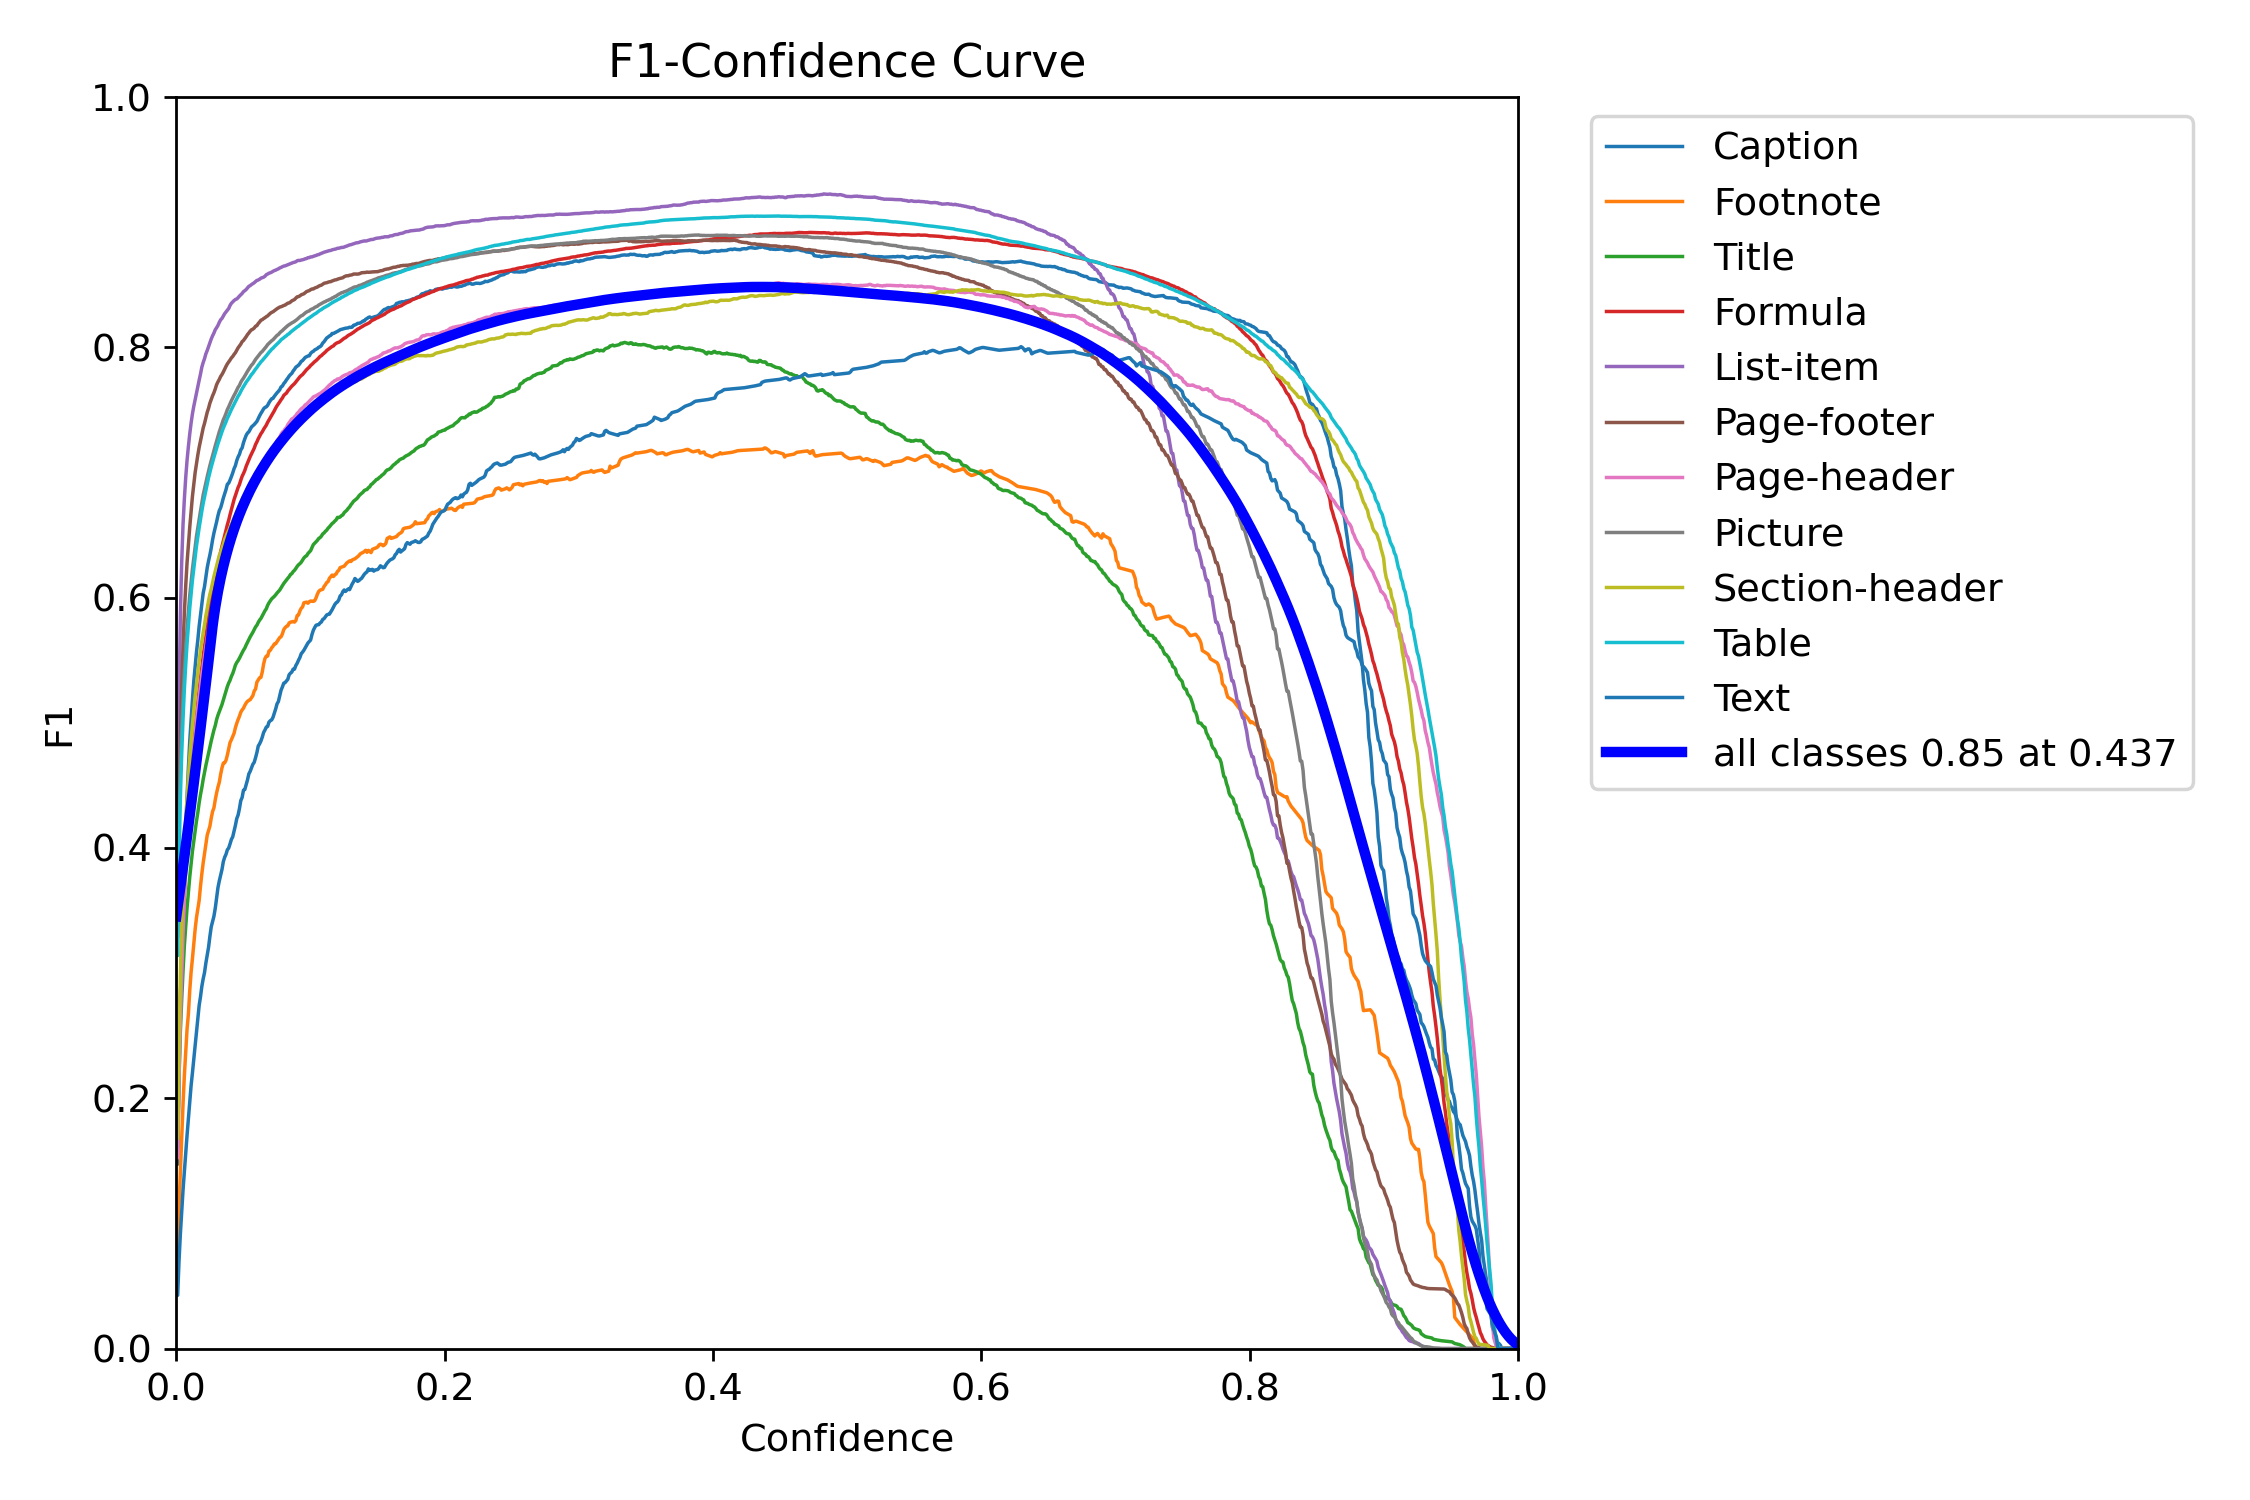 F1-Confidence Curve
1.0
0.8
0.6
0.4
0.2
0.0
F1
0.0 0.2 0.4 0.6 0.8 1.0
Confidence
Caption
Footnote
Title
Formula
List-item
Page-footer
Page-header
Picture
Section-header
Table
Text
all classes 0.85 at 0.437